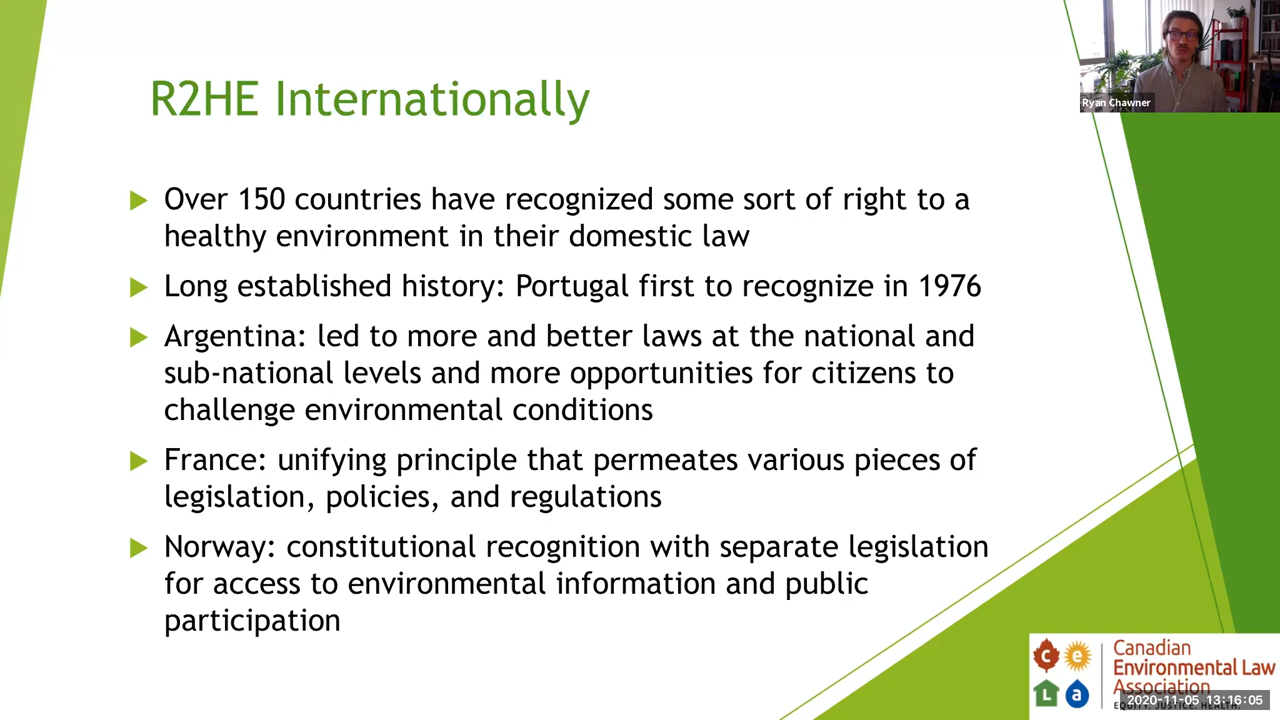 R2HE Internationally
Ryan Chawner
Over 150 countries have recognized some sort of right to a
healthy environment in their domestic law
Long established history: Portugal first to recognize in 1976
Argentina: led to more and better laws at the national and
sub-national levels and more opportunities for citizens to
challenge environmental conditions
France: unifying principle that permeates various pieces of
legislation, policies, and regulations
Norway: constitutional recognition with separate legislation
for access to environmental information and public
participation
c e
L a
Canadian
Environmental Law
Association
EQUITY. JUSTICE. HEALTH.
2020-11-05 13:16:05